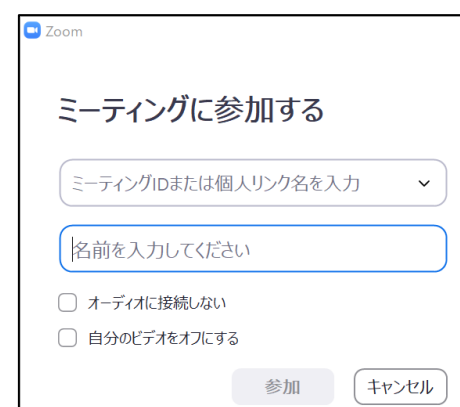 Zoom
ミーティングに参加する
ミーティングIDまたは個人リンク名を入力
名前を入力してください
オーディオに接続しない
自分のビデオをオフにする
参加 キャンセル